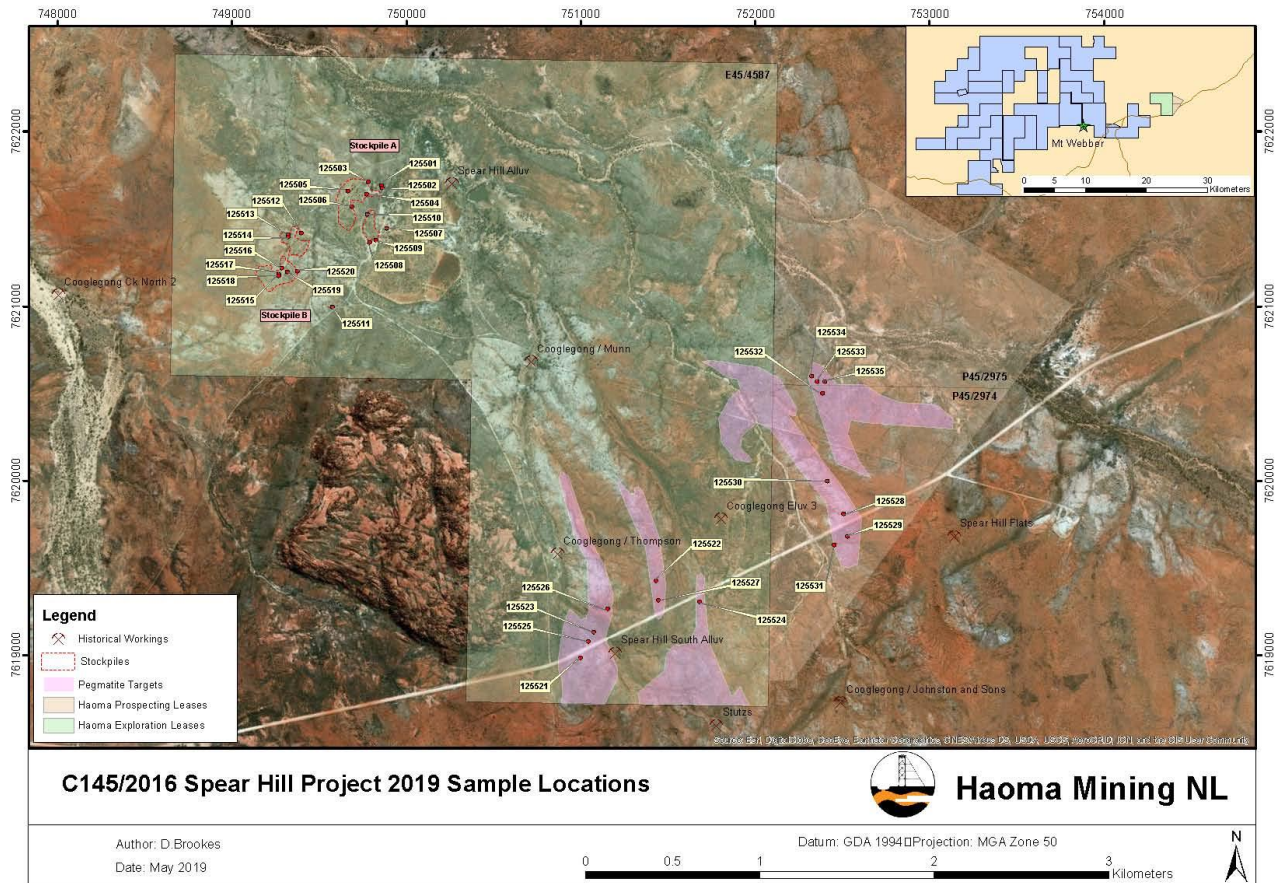 748000 749000 750000 751000 752000 753000 754000
7622000
7621000
7620000
7619000
E45/4587
Mt Webber
0 5 10 20 30
Kilometers
Stockpile A
125503
125501
125505
125502
Spear Hill Alluv
125512
125506
125504
125513
125510
125514
125507
125516
125509
125517
125508
125518
125520
Cooglegong Ck North 2
125515
125519
Stockpile B
125511
125534
125532
125533
Cooglegong / Munn
125535
P45/2975
P45/2974
125530
Cooglegong Eluv 3
125528
Spear Hill Flats
125529
Cooglegong / Thompson
125522
125531
125526
125527
125523
125524
125525
Spear Hill South Alluv
125521
Cooglegong / Johnston and Sons
Stutzs
Legend
Historical Workings
Stockpiles
Pegmatite Targets
Haoma Prospecting Leases
Haoma Exploration Leases
7622000
7621000
7620000
7619000
C145/2016 Spear Hill Project 2019 Sample Locations
Haoma Mining NL
Author: D.Brookes
Date: May 2019
Datum: GDA 1994 Projection: MGA Zone 50
0 0.5 1 2 3
Kilometers
N